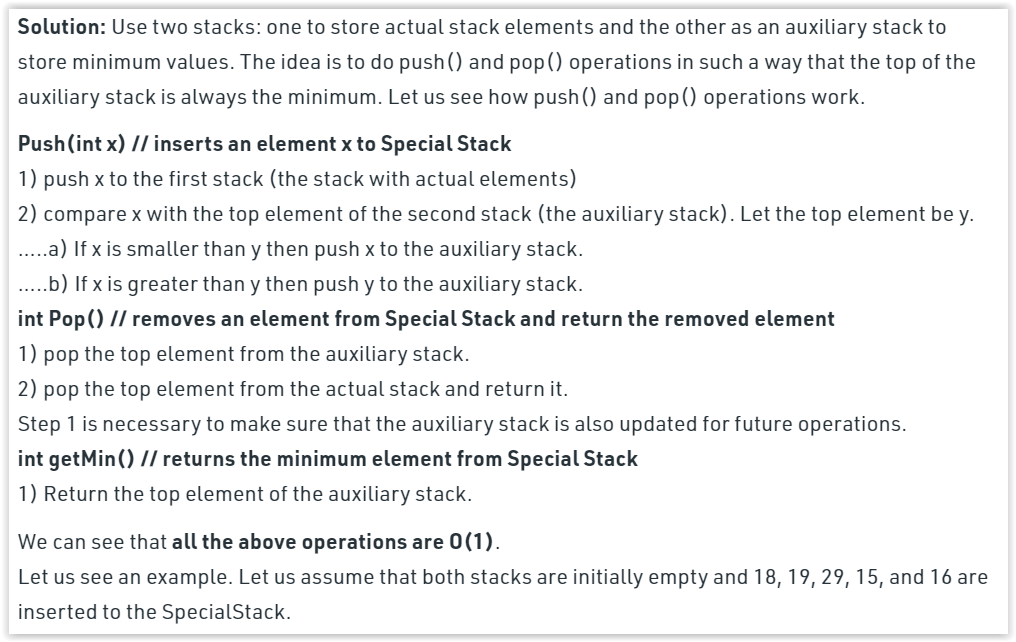 Solution: Use two stacks: one to store actual stack elements and the other as an auxiliary stack to
store minimum values. The idea is to do push() and pop() operations in such a way that the top of the
auxiliary stack is always the minimum. Let us see how push() and pop() operations work.
Push(int x) // inserts an element x to Special Stack
1) push x to the first stack (the stack with actual elements)
2) compare x with the top element of the second stack (the auxiliary stack). Let the top element be y.
.....a) If x is smaller than y then push x to the auxiliary stack.
.....b) If x is greater than y then push y to the auxiliary stack.
int Pop() // removes an element from Special Stack and return the removed element
1) pop the top element from the auxiliary stack.
2) pop the top element from the actual stack and return it.
Step 1 is necessary to make sure that the auxiliary stack is also updated for future operations.
int getMin() // returns the minimum element from Special Stack
1) Return the top element of the auxiliary stack.
We can see that all the above operations are O(1).
Let us see an example. Let us assume that both stacks are initially empty and 18, 19, 29, 15, and 16 are
inserted to the SpecialStack.